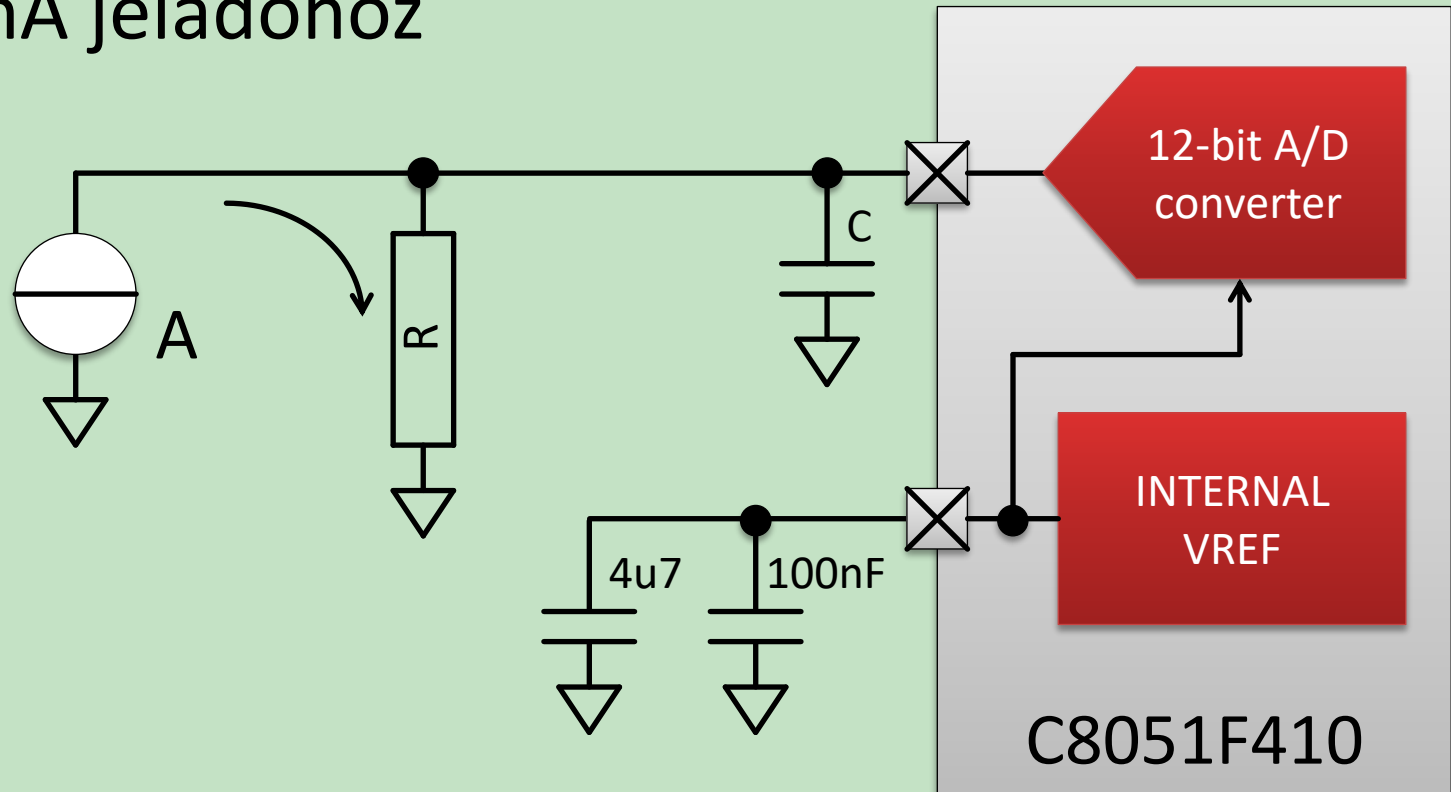 jeladóhoz
12-bit A/D
converter
C
A
R
INTERNAL
VREF
4u7
100nF
C8051F410